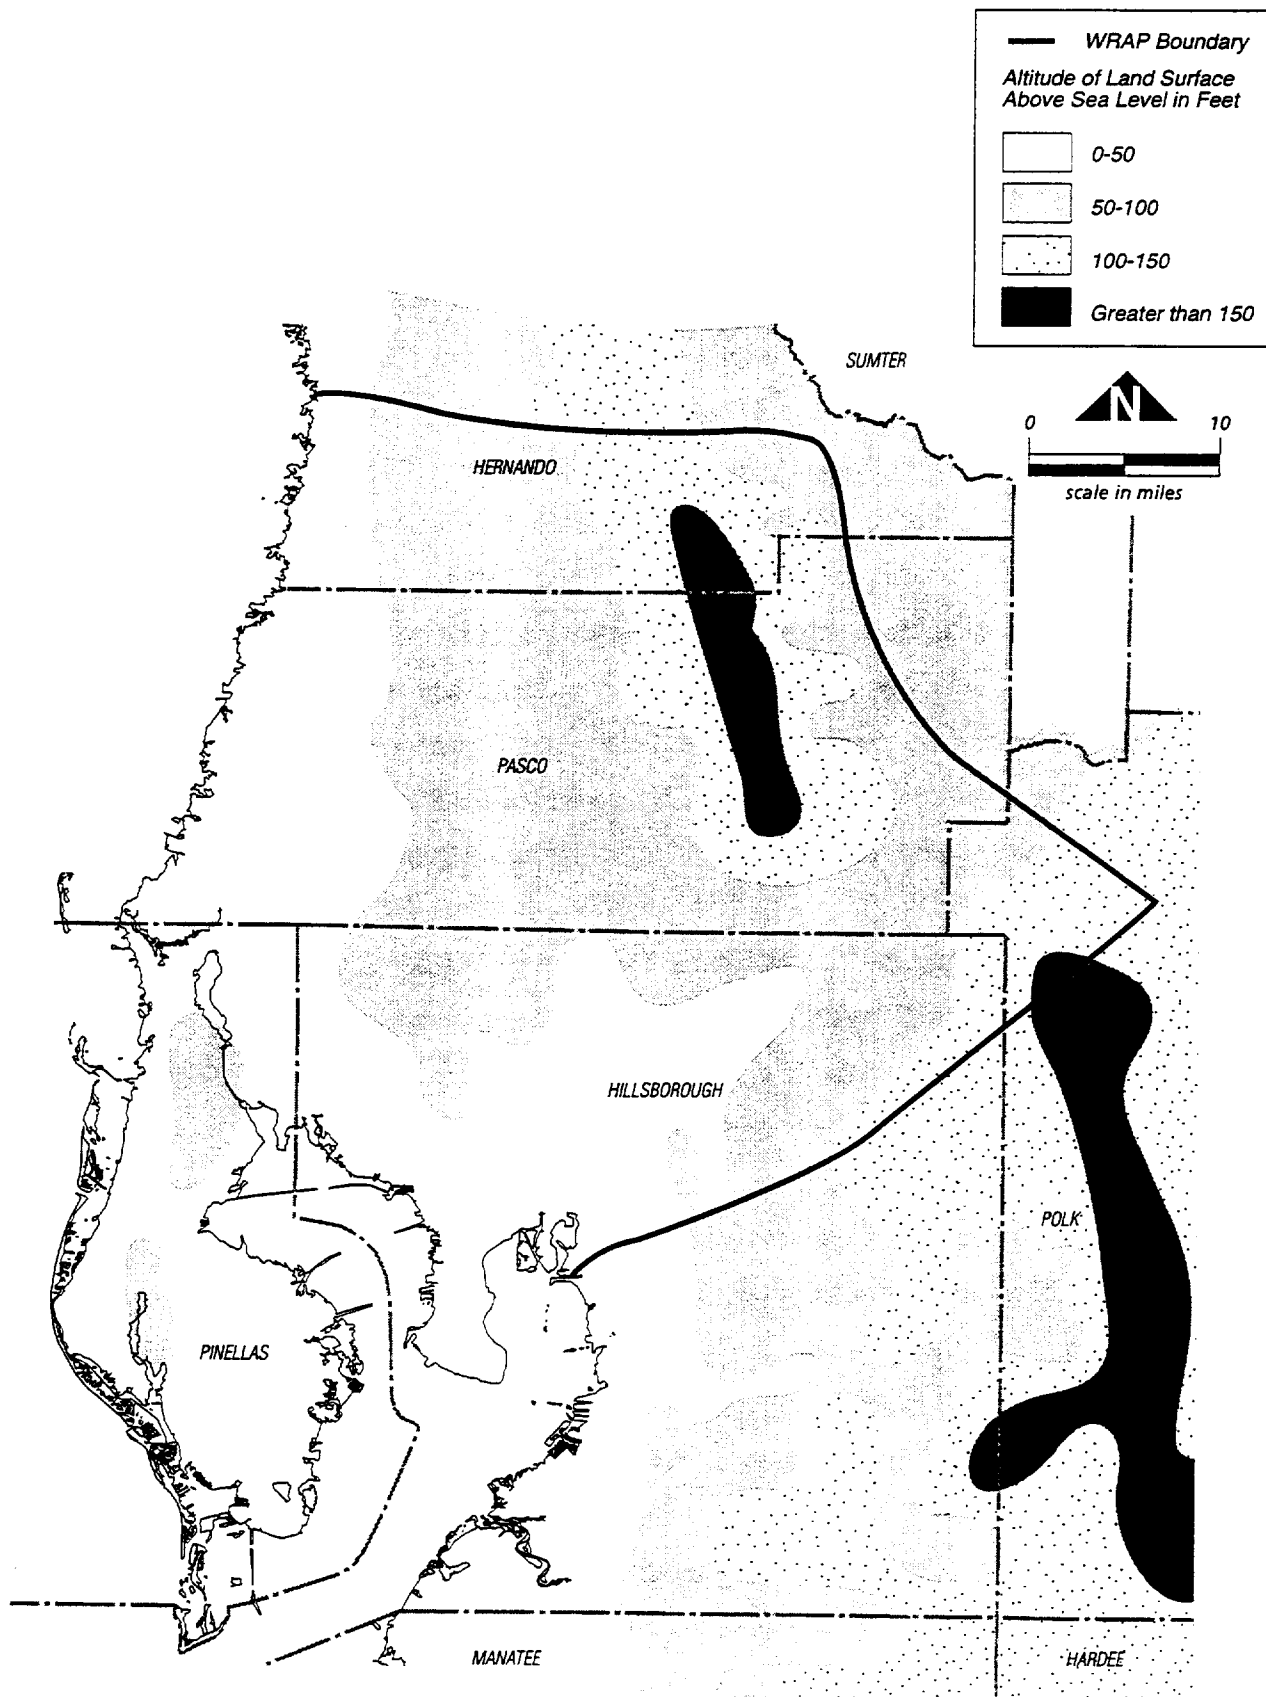 WRAP Boundary
Altitude of Land Surface
Above Sea Level in Feet
0-50
50-100
100-150
Greater than 150
SUMTER
N
0 10
scale in miles
HERNANDO
PASCO
HILLSBOROUGH
POLK
PINELLAS
MANATEE
HARDEE